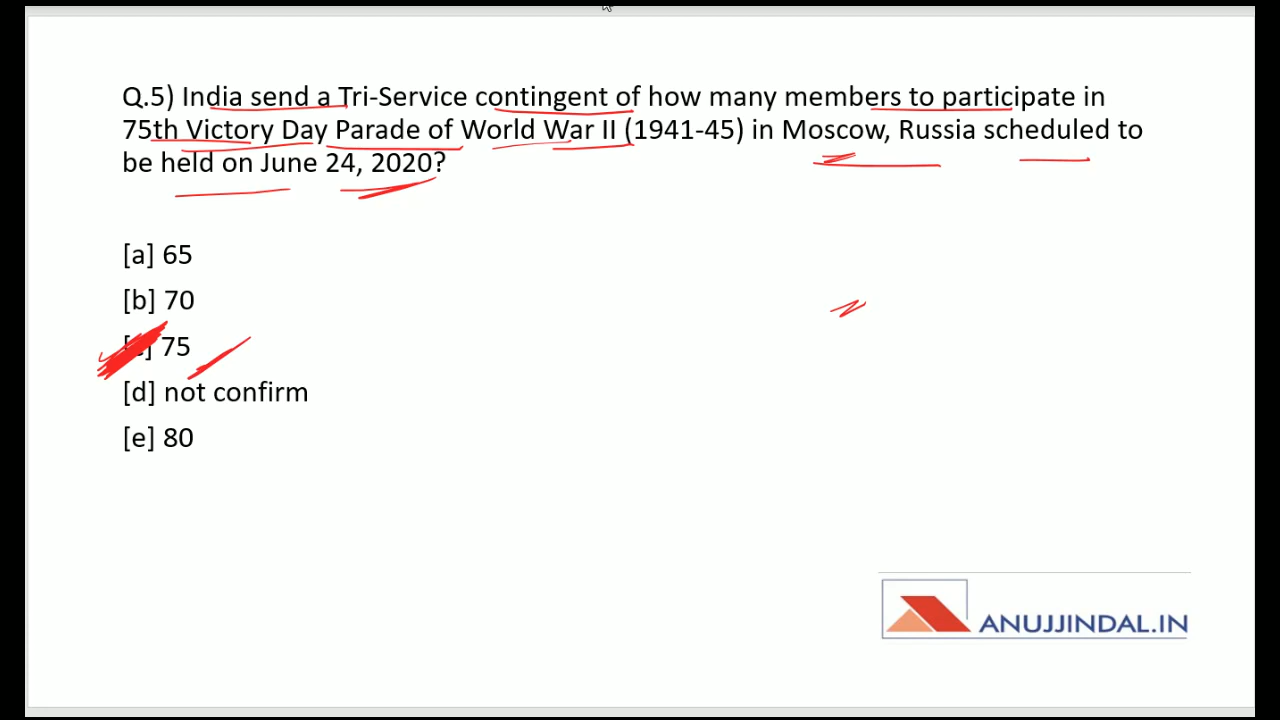 Q.5) India send a Tri-Service contingent of how many members to participate in
75th Victory Day Parade of World War II (1941-45) in Moscow, Russia scheduled to
be held on June 24, 2020?
[a] 65
[b] 70
75
[d] not confirm
[e] 80
ANUJJINDAL.IN